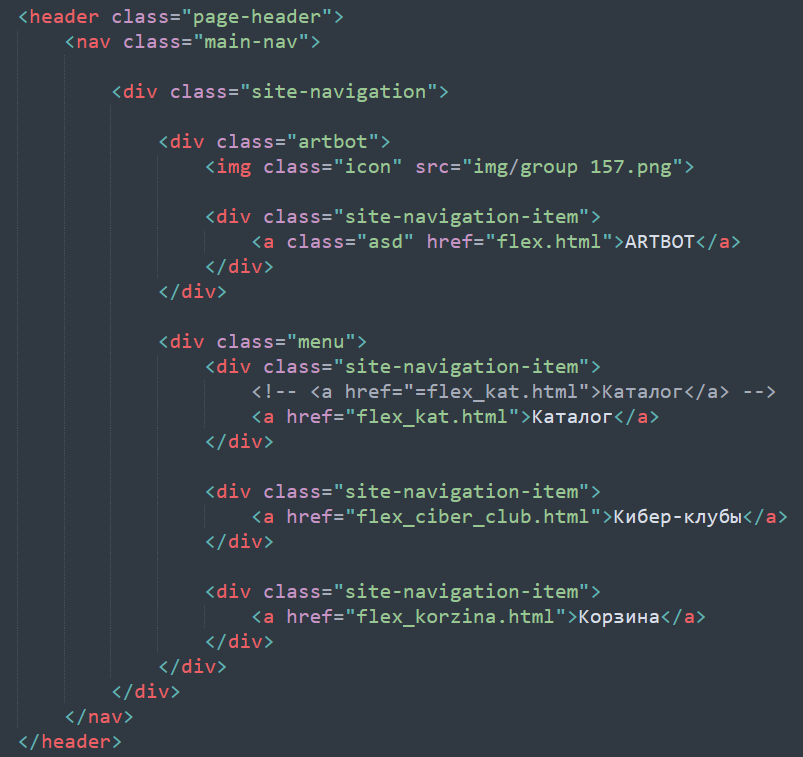 <header class="page-header">
<nav class="main-nav">
<div class="site-navigation">
<div class="artbot">
<img class="icon" src="img/group 157.png">
<div class="site-navigation-item">
<a class="asd" href="flex.html">ARTBOT</a>
</div>
</div>
<div class="menu">
<div class="site-navigation-item">
<!-- <a href="=flex_kat.html">Каталог</a> -->
<a href="flex_kat.html">Каталог</a>
</div>
<div class="site-navigation-item">
<a href="flex_ciber_club.html">Кибер-клубы</a>
</div>
<div class="site-navigation-item">
<a href="flex_korzina.html">Корзина</a>
</div>
</div>
</div>
</nav>
</header>